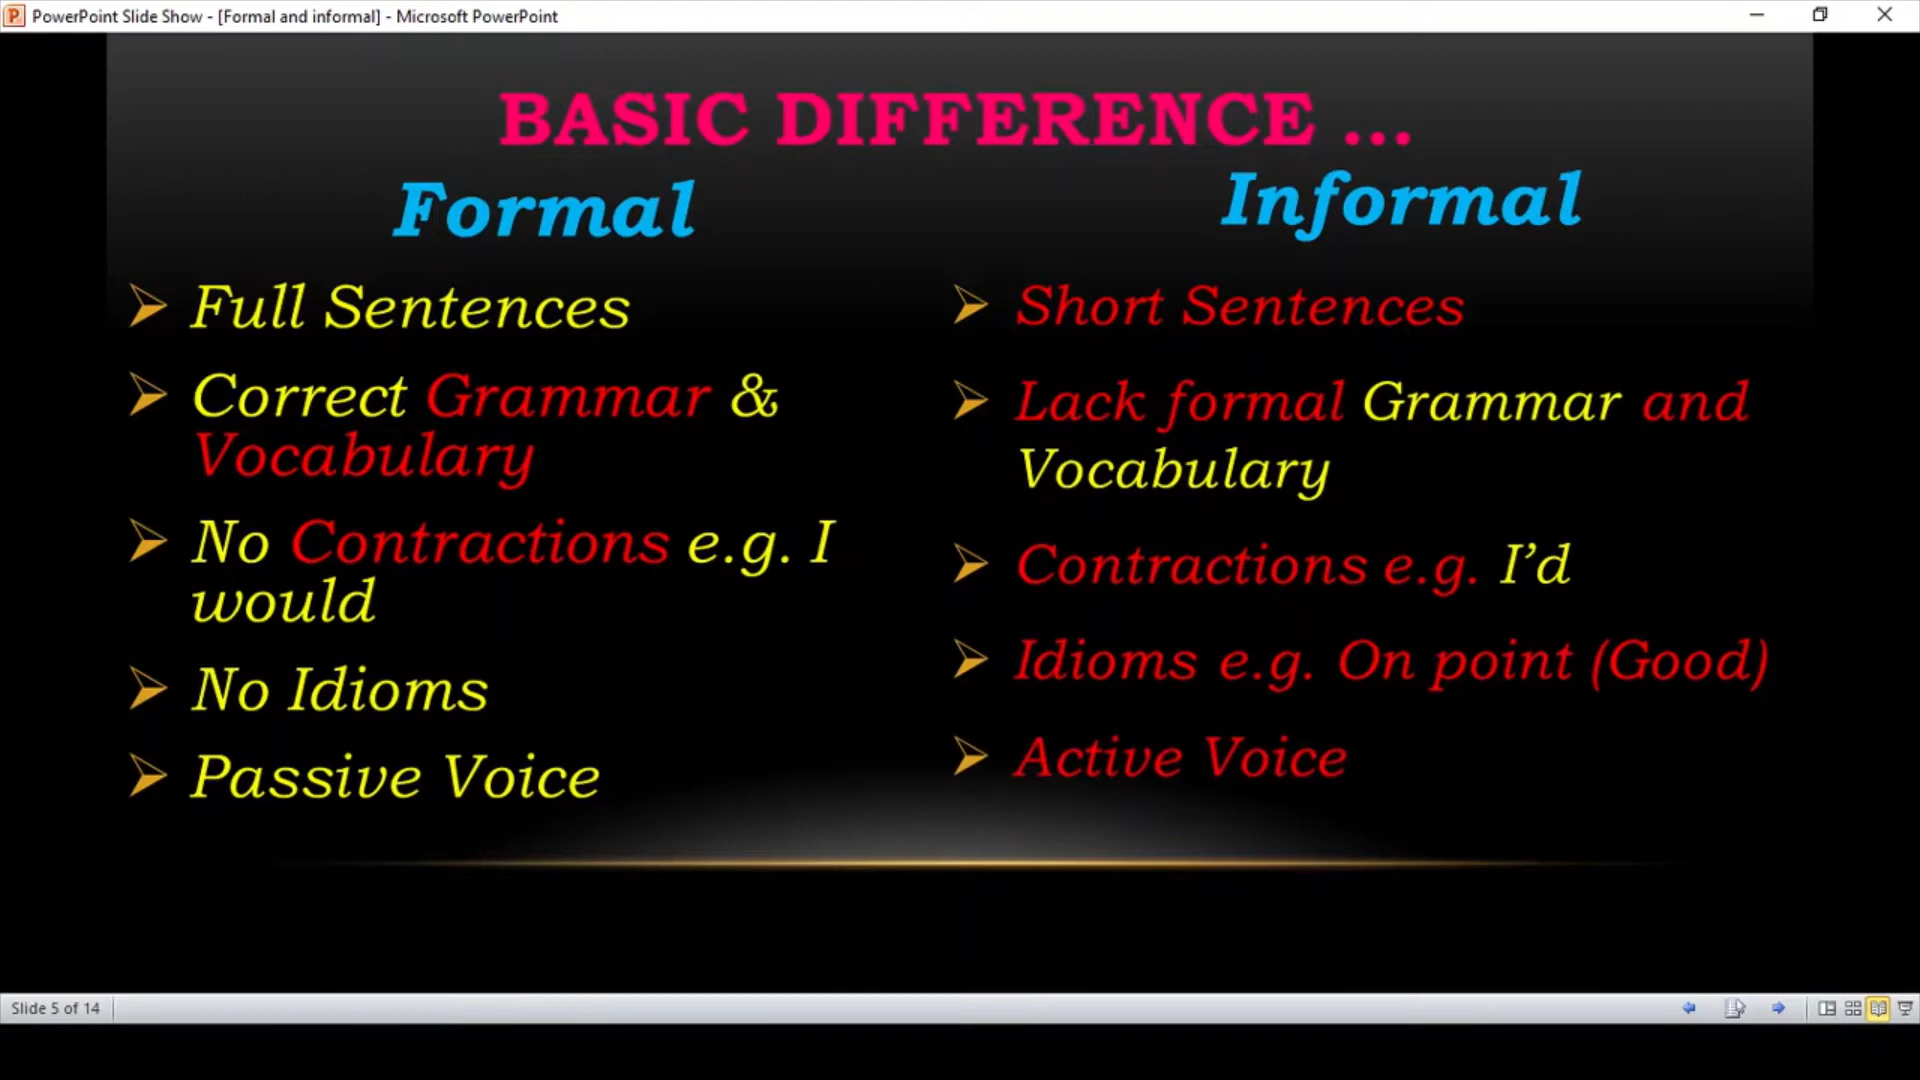 PowerPoint Slide Show - [Formal and informal] - Microsoft PowerPoint
BASIC DIFFERENCE ...
Formal
Full Sentences
Correct Grammar &
Vocabulary
No Contractions e.g. I
would
No Idioms
Passive Voice
Informal
Short Sentences
Lack formal Grammar and
Vocabulary
Contractions e.g. I’d
Idioms e.g. On point (Good)
Active Voice
Slide 5 of 14